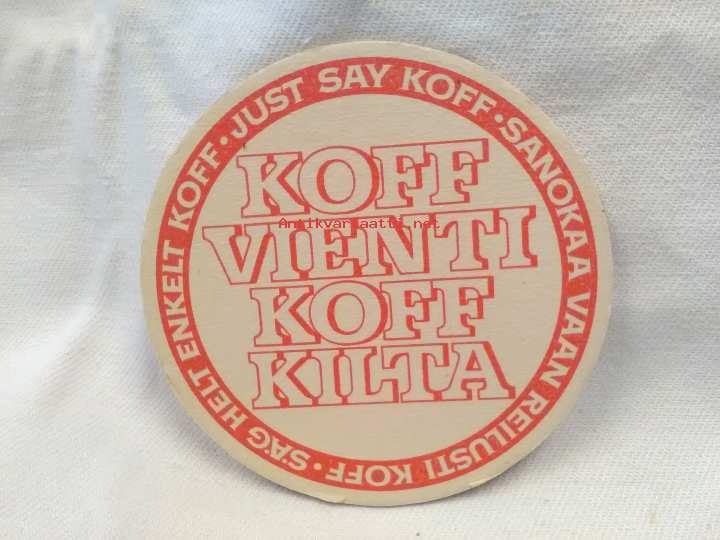 JUST SAY KOFF · SANOKAA VAAN REILUSTI KOFF · SÄG HELT ENKELT KOFF ·
KOFF
VIENTI
KOFF
KILTA
Antikvariaatti.net